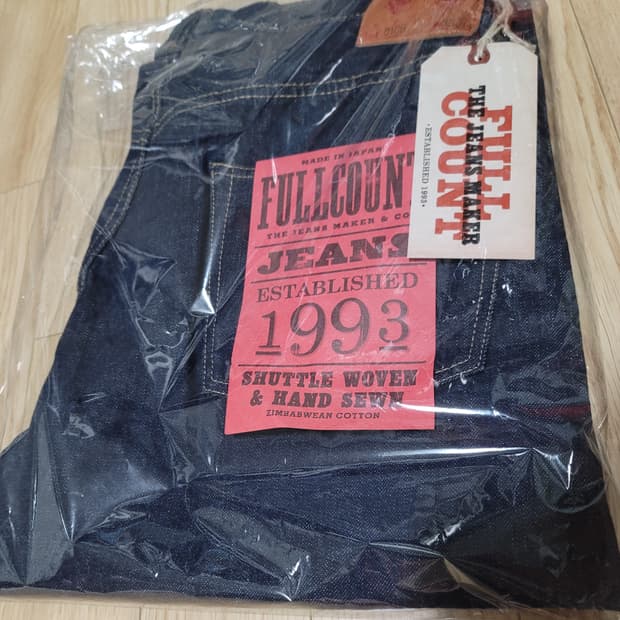 MADE IN JAPAN
FULLCOUNT
THE JEANS MAKER & CO
JEANS
ESTABLISHED
1993
SHUTTLE WOVEN
& HAND SEWN
ZIMBABWEAN COTTON
FULL
THE JEANS MAKER
COUNT
·ESTABLISHED 1993·